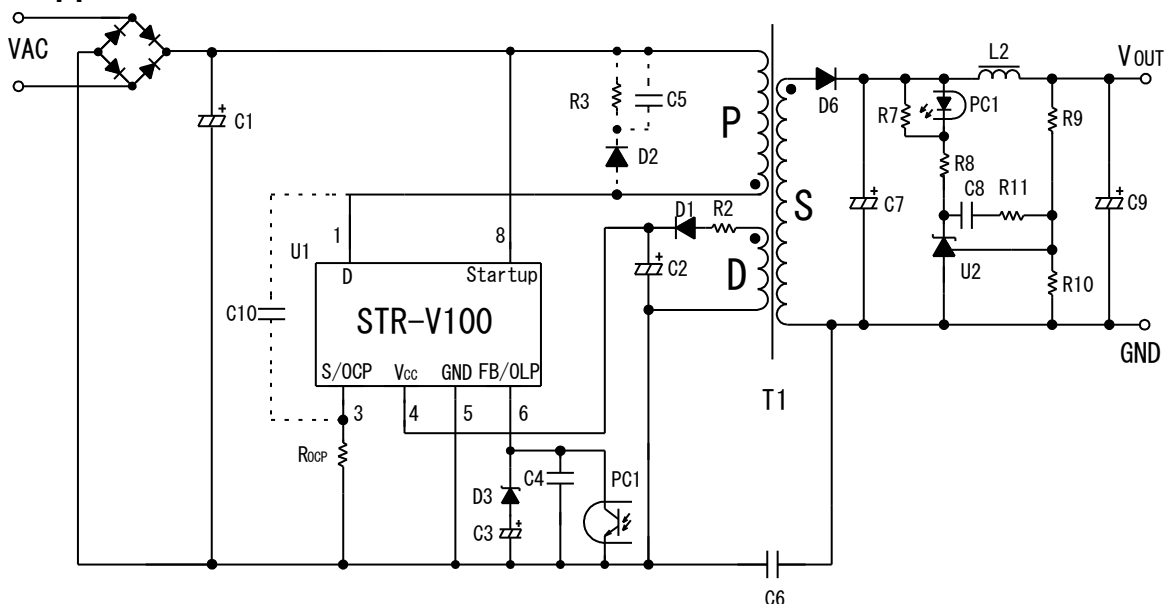 VAC
C1
R3
C5
D2
P
D6
R7
PC1
L2
VOUT
R9
R8
C8
R11
C7
C9
S
D1
R2
C2
D
U2
R10
GND
U1
1
8
D
Startup
STR-V100
C10
S/OCP
VCC
GND
FB/OLP
3
4
5
6
T1
ROCP
D3
C4
PC1
C3
C6